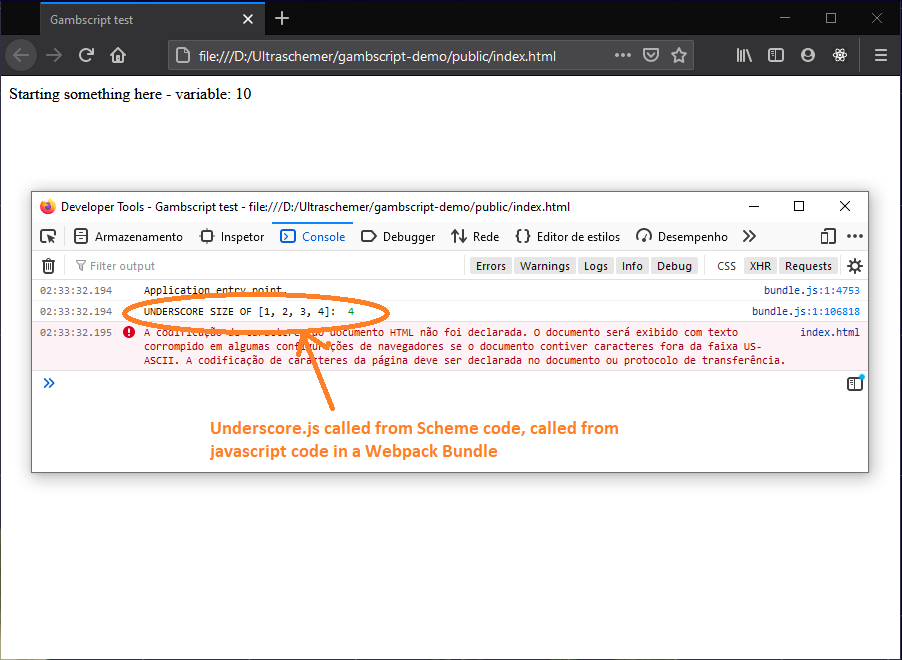 Gambscript test
file:///D:/Ultraschemer/gambscript-demo/public/index.html
Starting something here - variable: 10
Developer Tools - Gambscript test - file:///D:/Ultraschemer/gambscript-demo/public/index.html
Armazenamento Inspetor Console Debugger Rede Editor de estilos Desempenho
Filter output Errors Warnings Logs Info Debug CSS XHR Requests
02:33:32.194 Application entry point. bundle.js:1:4753
02:33:32.194 UNDERSCORE SIZE OF [1, 2, 3, 4]: 4 bundle.js:1:106818
02:33:32.195 A codificação de caracteres do documento HTML não foi declarada. O documento será exibido com texto index.html
corrompido em algumas configurações de navegadores se o documento contiver caracteres fora da faixa US-
ASCII. A codificação de caracteres da página deve ser declarada no documento ou protocolo de transferência.
Underscore.js called from Scheme code, called from
javascript code in a Webpack Bundle